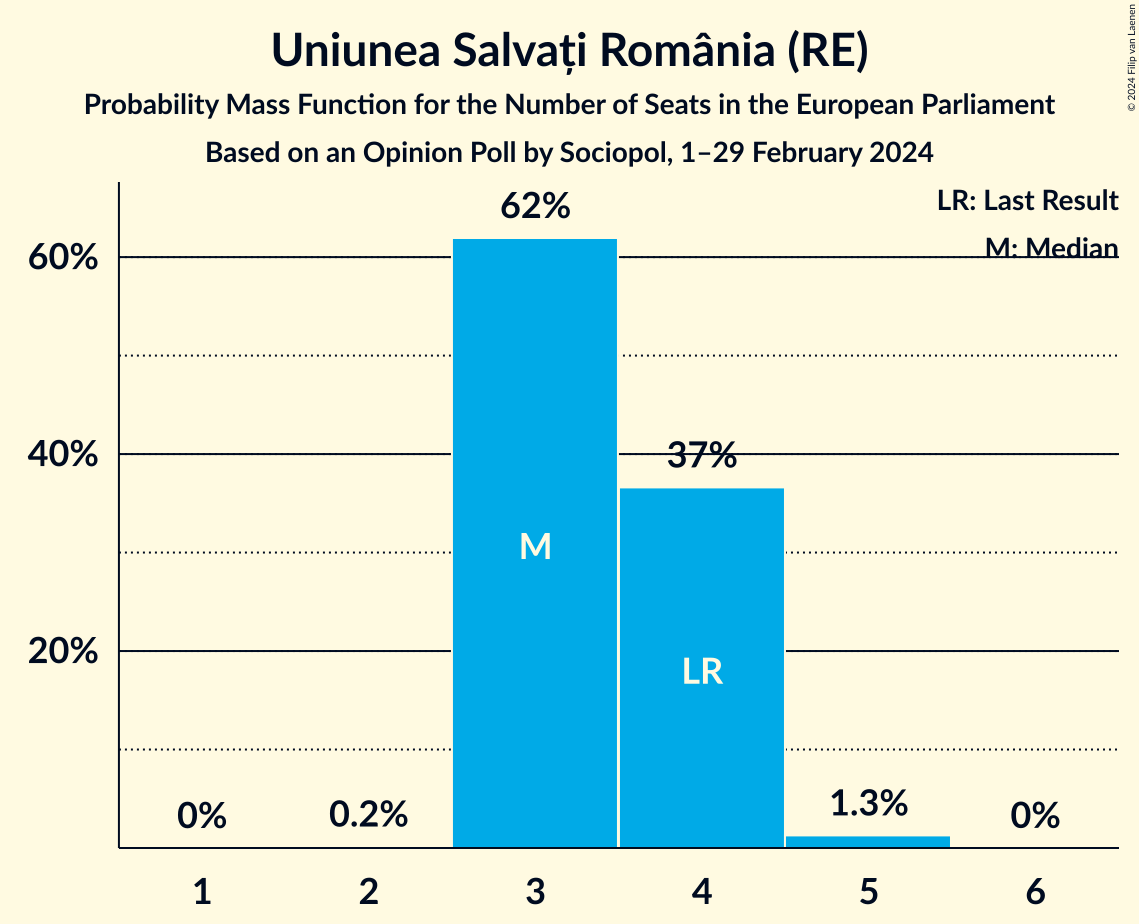 Uniunea Salvați România (RE)
Probability Mass Function for the Number of Seats in the European Parliament
Based on an Opinion Poll by Sociopol, 1–29 February 2024
© 2024 Filip van Laenen
LR: Last Result
M: Median
62%
60%
37%
40%
M
LR
20%
0%
0.2%
1.3%
0%
1
2
3
4
5
6